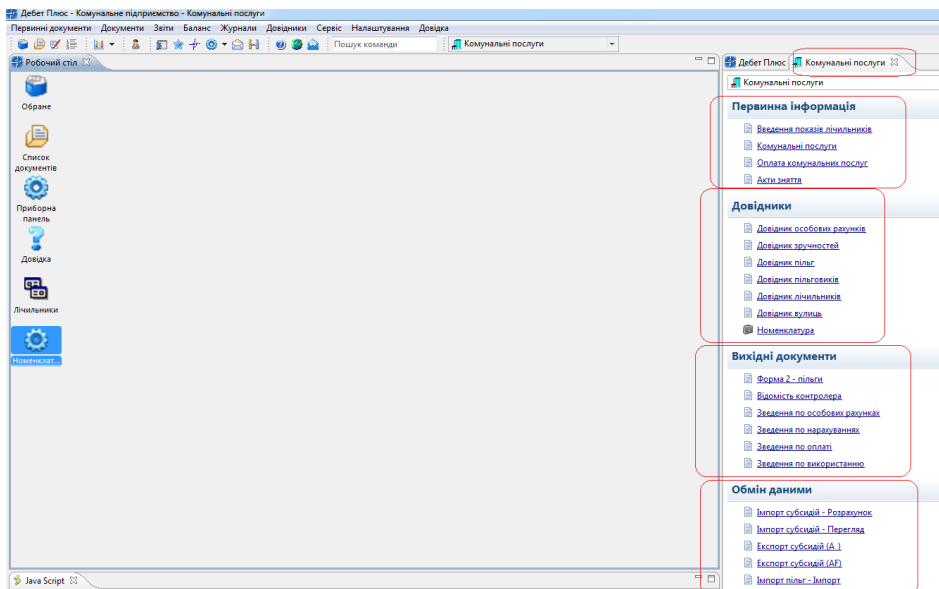 Дебет Плюс - Комунальне підприємство - Комунальні послуги
Первинні документи Документи Звіти Баланс Журнали Довідники Сервіс Налаштування Довідка
Пошук команди Комунальні послуги
Робочий стіл
Обране
Список
документів
Приборна
панель
Довідка
Лічильники
Номенклат...
Java Script
Дебет Плюс Комунальні послуги
Комунальні послуги
Первинна інформація
Введення показів лічильників
Комунальні послуги
Оплата комунальних послуг
Акти зняття
Довідники
Довідник особових рахунків
Довідник зручностей
Довідник пільг
Довідник пільговиків
Довідник лічильників
Довідник вулиць
Номенклатура
Вихідні документи
Форма 2 - пільги
Відомість контролера
Зведення по особових рахунках
Зведення по нарахуваннях
Зведення по оплаті
Зведення по використанню
Обмін даними
Імпорт субсидій - Розрахунок
Імпорт субсидій - Перегляд
Експорт субсидій (A_)
Експорт субсидій (AF)
Імпорт пільг - Імпорт